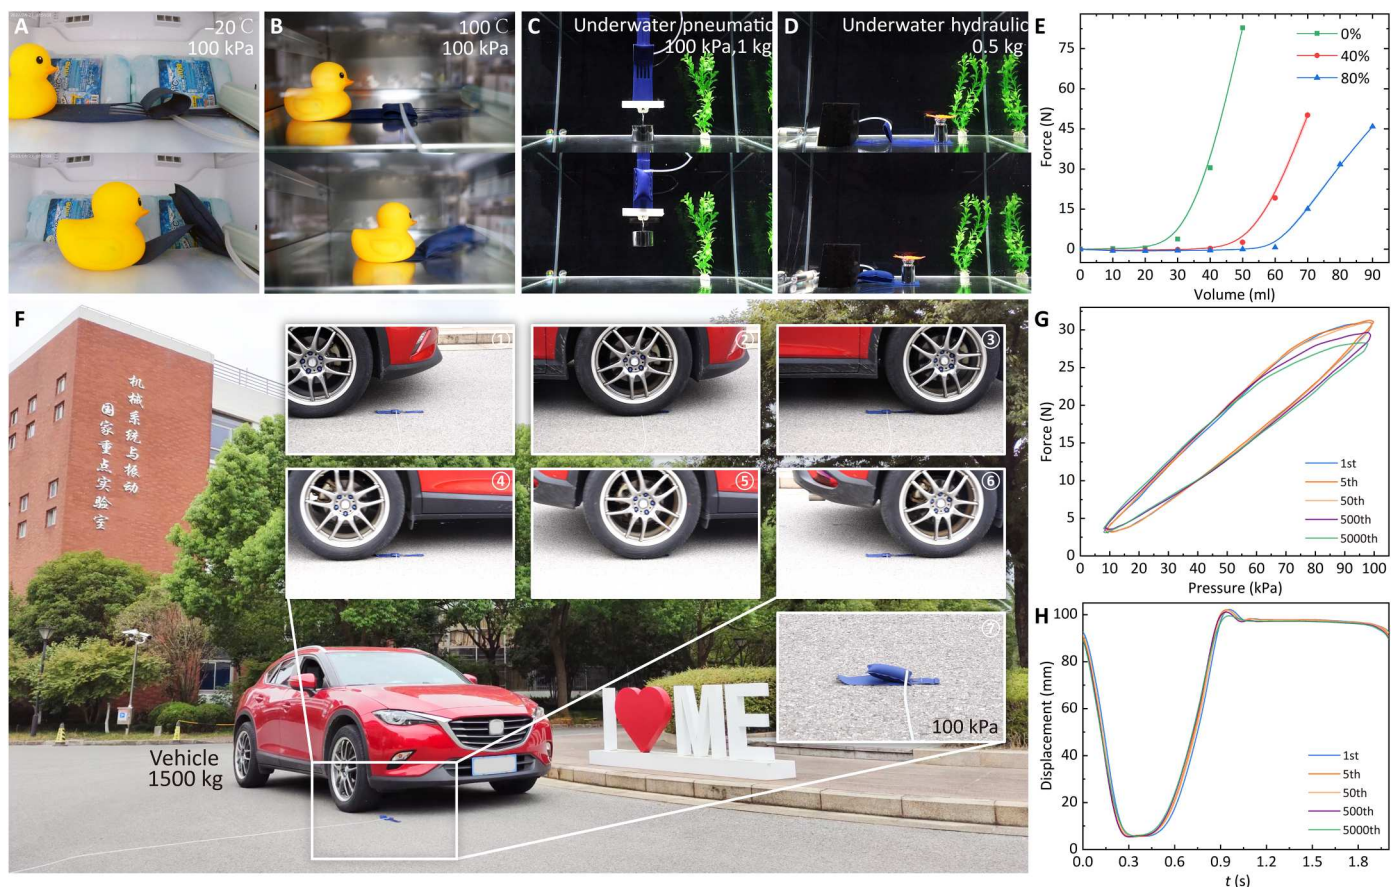 A
−20℃
100 kPa
B
100℃
100 kPa
C
Underwater pneumatic
100 kPa,1 kg
D
Underwater hydraulic
0.5 kg
E
0%
40%
80%
75
60
45
30
15
0
0 10 20 30 40 50 60 70 80 90
Force (N)
Volume (ml)
F
机械系统与振动
国家重点实验室
①
②
③
④
⑤
⑥
⑦
100 kPa
Vehicle
1500 kg
I ME
G
30
25
20
15
10
5
0
0 10 20 30 40 50 60 70 80 90 100
Force (N)
Pressure (kPa)
1st
5th
50th
500th
5000th
H
100
80
60
40
20
0
0.0 0.3 0.6 0.9 1.2 1.5 1.8
Displacement (mm)
t (s)
1st
5th
50th
500th
5000th